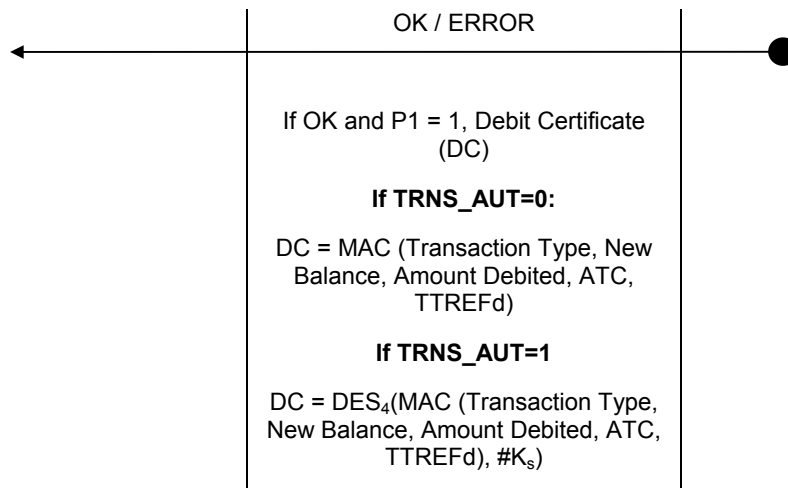 OK / ERROR
If OK and P1 = 1, Debit Certificate
(DC)
If TRNS_AUT=0:
DC = MAC (Transaction Type, New
Balance, Amount Debited, ATC,
TTREFd)
If TRNS_AUT=1
DC = DES₄(MAC (Transaction Type,
New Balance, Amount Debited, ATC,
TTREFd), #Kₛ)